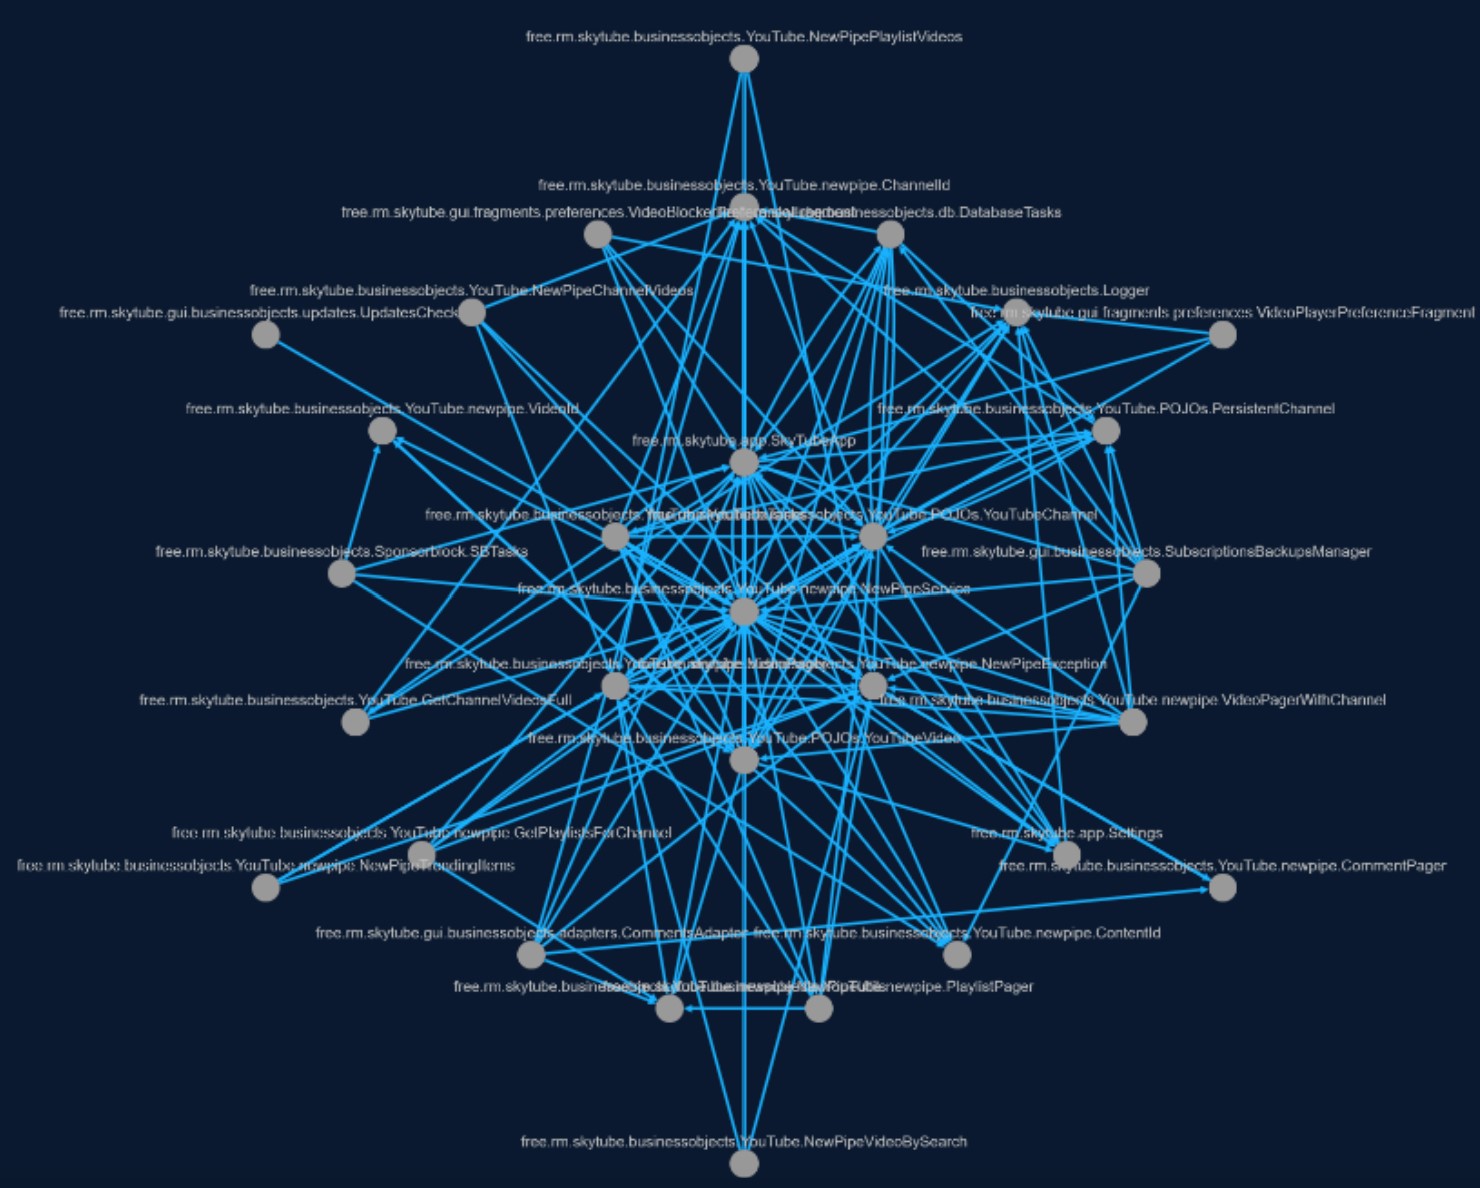 free.rm.skytube.businessobjects.YouTube.NewPipePlaylistVideos
free.rm.skytube.businessobjects.YouTube.newpipe.ChannelId
free.rm.skytube.gui.fragments.preferences.VideoBlocker
businessobjects.db.DatabaseTasks
free.rm.skytube.businessobjects.YouTube.NewPipeChannelVideos
free.rm.skytube.businessobjects.Logger
free.rm.skytube.gui.businessobjects.updates.UpdatesCheck
free.rm.skytube.gui.fragments.preferences.VideoPlayerPreferenceFragment
free.rm.skytube.businessobjects.YouTube.newpipe.VideoId
free.rm.skytube.businessobjects.YouTube.POJOs.PersistentChannel
free.rm.skytube.app.SkyTubeApp
free.rm.skytube.businessobjects.
businessobjects.YouTube.POJOs.YouTubeChannel
free.rm.skytube.businessobjects.Sponsorblock.SBTasks
free.rm.skytube.gui.businessobjects.SubscriptionsBackupsManager
free.rm.skytube.businessobjects.YouTube.newpipe.NewPipeService
free.rm.skytube.businessobjects.
YouTube.newpipe.NewPipeException
free.rm.skytube.businessobjects.YouTube.GetChannelVideosFull
free.rm.skytube.businessobjects.YouTube.newpipe.VideoPagerWithChannel
free.rm.skytube.businessobjects.YouTube.POJOs.YouTubeVideo
free.rm.skytube.businessobjects.YouTube.newpipe.GetPlaylistsForChannel
free.rm.skytube.app.Settings
free.rm.skytube.businessobjects.YouTube.newpipe.NewPipeTrendingItems
free.rm.skytube.businessobjects.YouTube.newpipe.CommentPager
free.rm.skytube.gui.businessobjects.adapters.CommentsAdapter
free.rm.skytube.businessobjects.YouTube.newpipe.ContentId
free.rm.skytube.
newpipe.PlaylistPager
free.rm.skytube.businessobjects.YouTube.NewPipeVideoBySearch